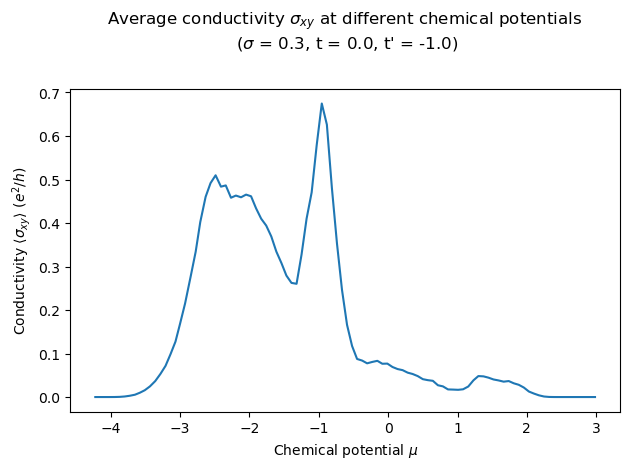 Average conductivity σxy at different chemical potentials
(σ = 0.3, t = 0.0, t' = -1.0)
0.7
0.6
0.5
0.4
0.3
0.2
0.1
0.0
Conductivity ⟨σxy⟩ (e²/h)
−4 −3 −2 −1 0 1 2 3
Chemical potential μ